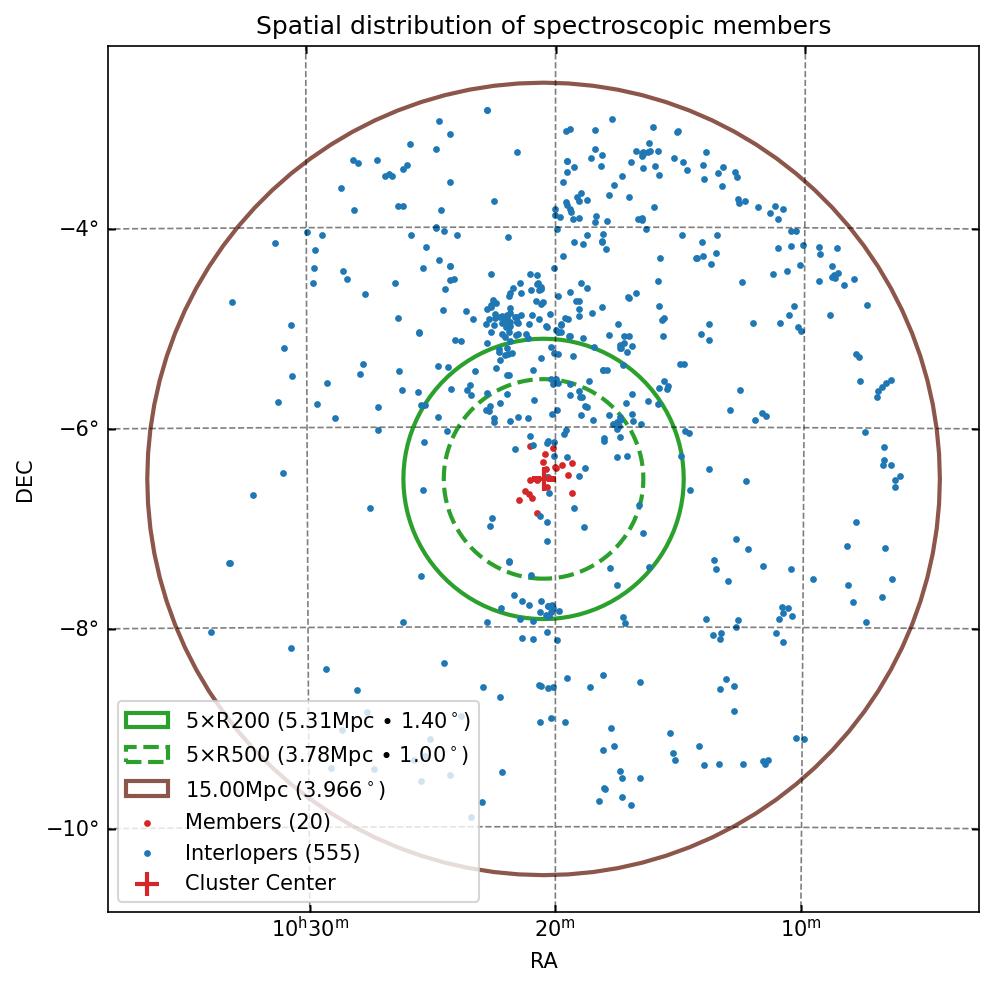 Spatial distribution of spectroscopic members
−4°
−6°
−8°
−10°
DEC
5×R200 (5.31Mpc • 1.40°)
5×R500 (3.78Mpc • 1.00°)
15.00Mpc (3.966°)
Members (20)
Interlopers (555)
Cluster Center
10ʰ30ᵐ 20ᵐ 10ᵐ
RA